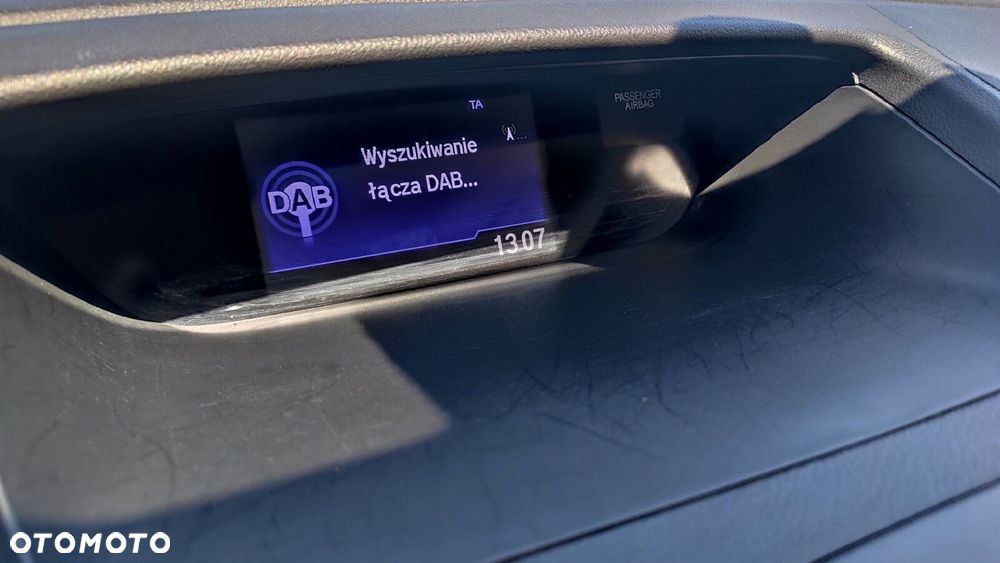 TA
PASSENGER
AIRBAG
Wyszukiwanie
łącza DAB...
DAB
13:07
OTOMOTO